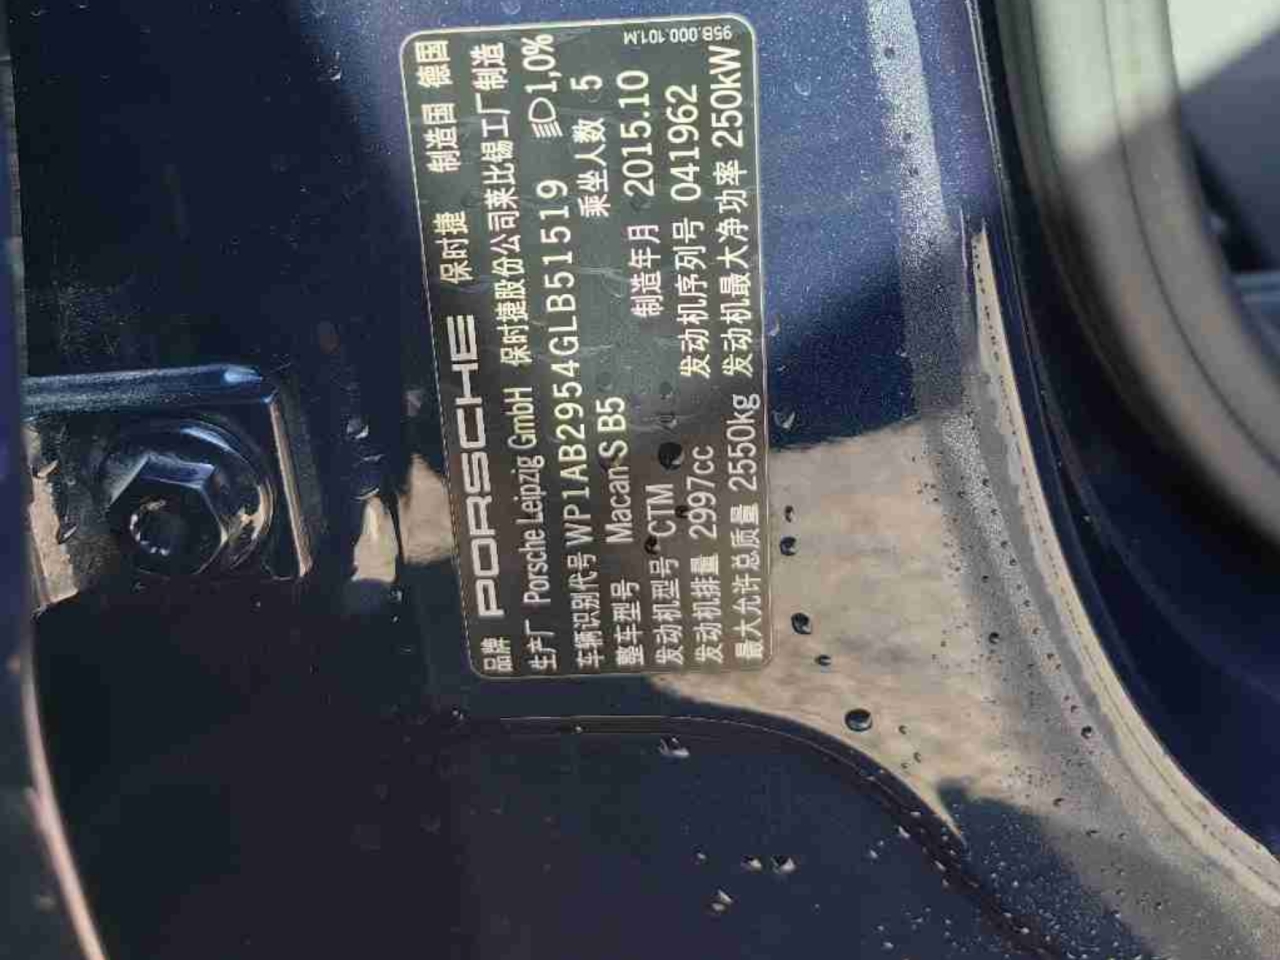 品牌 PORSCHE 保时捷 制造国 德国
生产厂 Porsche Leipzig GmbH 保时捷股份公司莱比锡工厂制造
车辆识别代号 WP1AB2954GLB51519 1,0%
整车型号 Macan S B5 乘坐人数 5
发动机型号 CTM 制造年月 2015.10
发动机排量 2997cc 发动机序列号 041962
最大允许总质量 2550kg 发动机最大净功率 250kW
95B.000.101.M